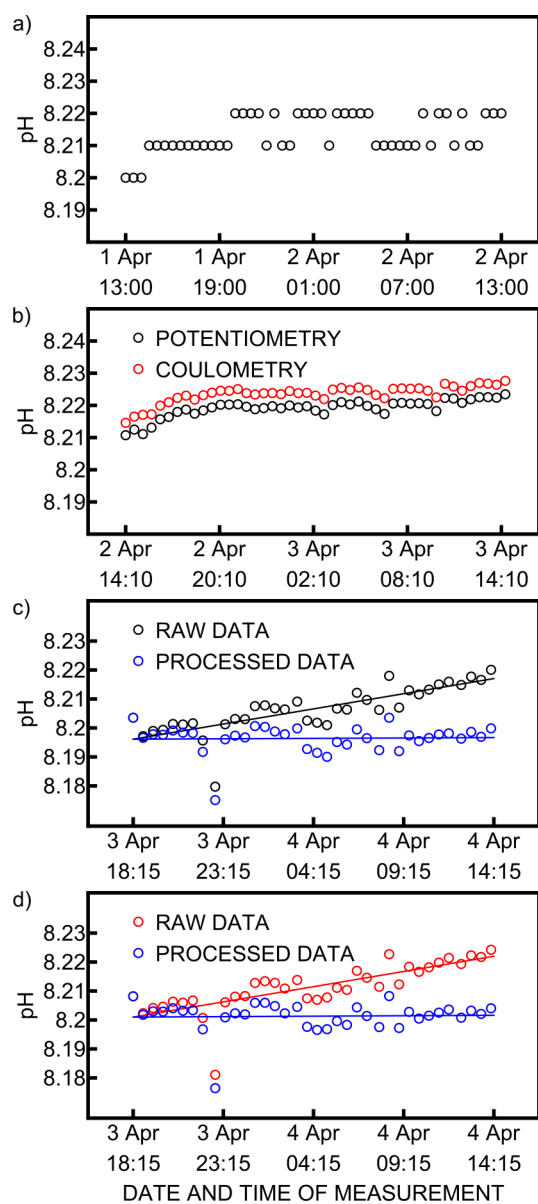 a)
8.24
8.22
8.21
8.2
8.19
pH
1 Apr 1 Apr 2 Apr 2 Apr 2 Apr
13:00 19:00 01:00 07:00 13:00
b)
8.24
8.23
8.22
8.21
8.2
8.19
pH
POTENTIOMETRY
COULOMETRY
2 Apr 2 Apr 3 Apr 3 Apr 3 Apr
14:10 20:10 02:10 08:10 14:10
c)
8.23
8.22
8.21
8.2
8.19
8.18
pH
RAW DATA
PROCESSED DATA
3 Apr 3 Apr 4 Apr 4 Apr 4 Apr
18:15 23:15 04:15 09:15 14:15
d)
8.23
8.22
8.21
8.2
8.19
8.18
pH
RAW DATA
PROCESSED DATA
3 Apr 3 Apr 4 Apr 4 Apr 4 Apr
18:15 23:15 04:15 09:15 14:15
DATE AND TIME OF MEASUREMENT